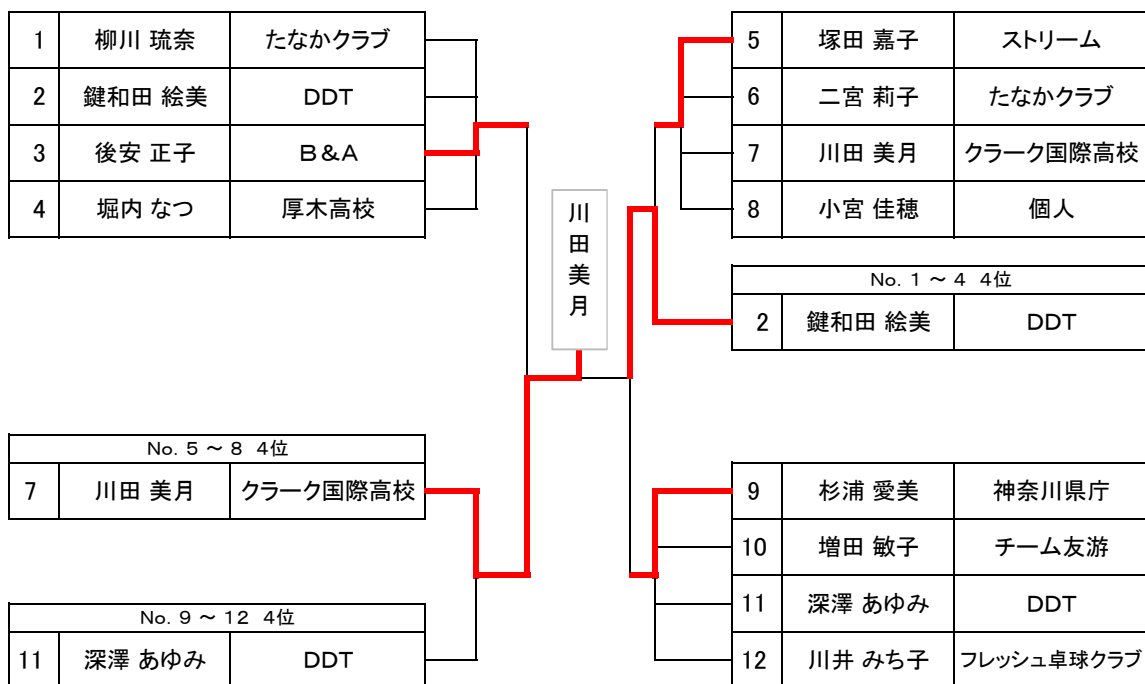 1 柳川 琉奈 たなかクラブ
2 鍵和田 絵美 DDT
3 後安 正子 B&A
4 堀内 なつ 厚木高校
川田美月
5 塚田 嘉子 ストリーム
6 二宮 莉子 たなかクラブ
7 川田 美月 クラーク国際高校
8 小宮 佳穂 個人
No. 1 ～ 4 4位
2 鍵和田 絵美 DDT
No. 5 ～ 8 4位
7 川田 美月 クラーク国際高校
No. 9 ～ 12 4位
11 深澤 あゆみ DDT
9 杉浦 愛美 神奈川県庁
10 増田 敏子 チーム友游
11 深澤 あゆみ DDT
12 川井 みち子 フレッシュ卓球クラブ